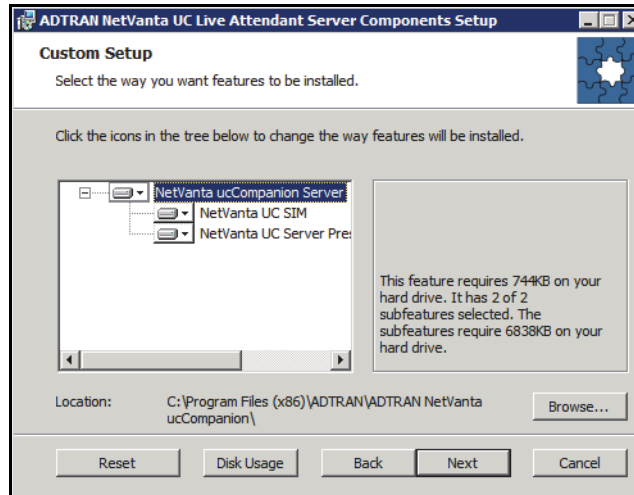 ADTRAN NetVanta UC Live Attendant Server Components Setup
Custom Setup
Select the way you want features to be installed.
Click the icons in the tree below to change the way features will be installed.
NetVanta ucCompanion Server
NetVanta UC SIM
NetVanta UC Server Pres
This feature requires 744KB on your
hard drive. It has 2 of 2
subfeatures selected. The
subfeatures require 6838KB on your
hard drive.
Location:
C:\Program Files (x86)\ADTRAN\ADTRAN NetVanta
ucCompanion\
Browse...
Reset
Disk Usage
Back
Next
Cancel